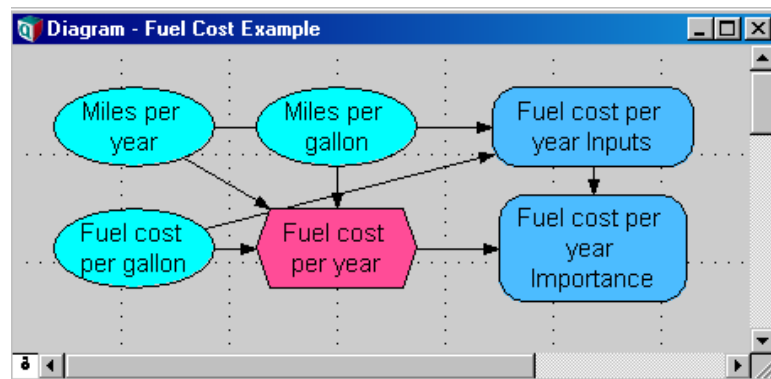 Diagram - Fuel Cost Example
Miles per
year
Miles per
gallon
Fuel cost per
year Inputs
Fuel cost
per gallon
Fuel cost
per year
Fuel cost per
year
Importance